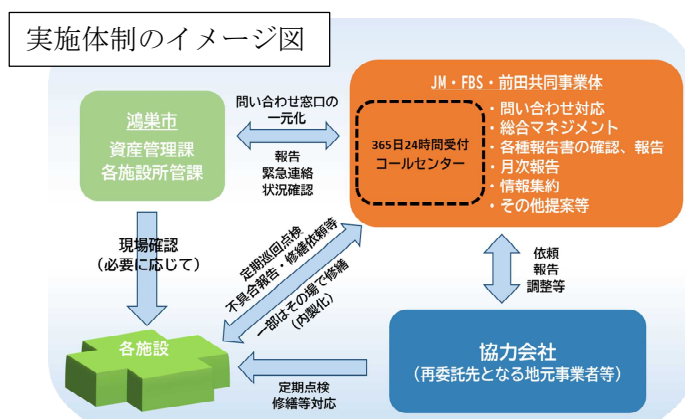 実施体制のイメージ図
鴻巣市
資産管理課
各施設所管課
問い合わせ窓口の
一元化
報告
緊急連絡
状況確認
JM・FBS・前田共同事業体
365日24時間受付
コールセンター
・問い合わせ対応
・総合マネジメント
・各種報告書の確認、報告
・月次報告
・情報集約
・その他提案等
現場確認
（必要に応じて）
定期巡回点検
不具合報告・修繕依頼等
一部はその場で修繕
（内製化）
依頼
報告
調整等
各施設
定期点検
修繕等対応
協力会社
（再委託先となる地元事業者等）